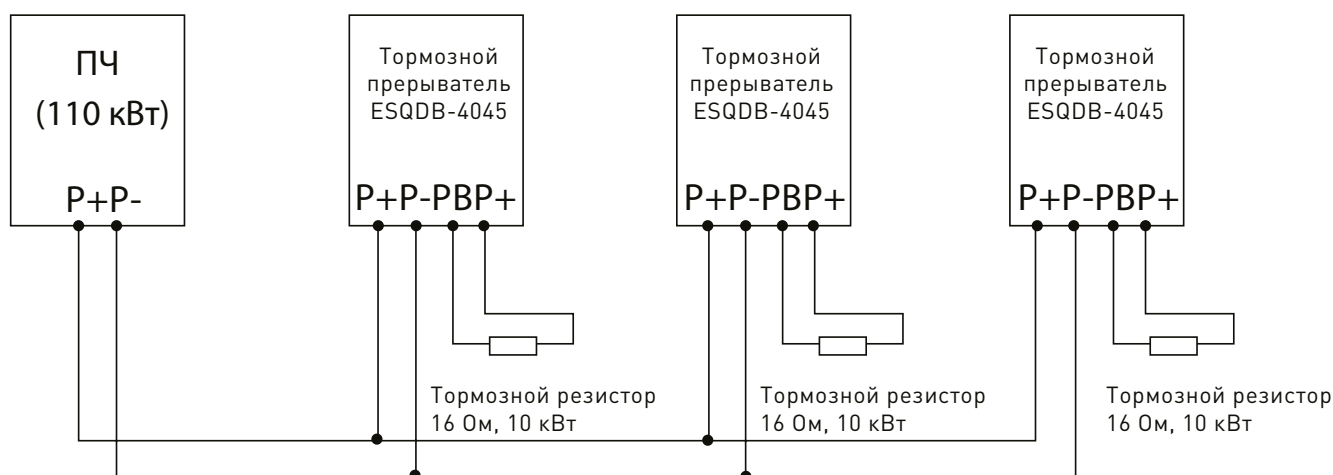 ПЧ
(110 кВт)
P+P-
Тормозной
прерыватель
ESQDB-4045
P+P-PBP+
Тормозной резистор
16 Ом, 10 кВт
Тормозной
прерыватель
ESQDB-4045
P+P-PBP+
Тормозной резистор
16 Ом, 10 кВт
Тормозной
прерыватель
ESQDB-4045
P+P-PBP+
Тормозной резистор
16 Ом, 10 кВт